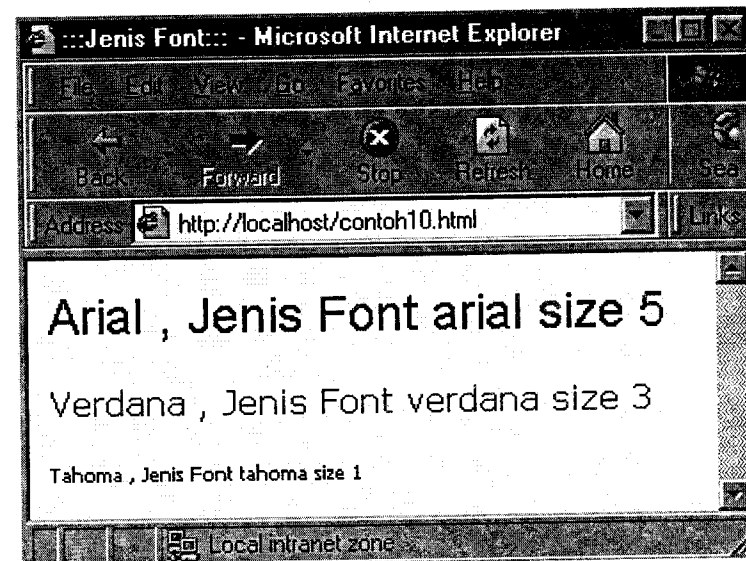 :::Jenis Font::: - Microsoft Internet Explorer
File Edit View Go Favorites Help
Back Forward Stop Refresh Home Sea
Address http://localhost/contoh10.html Links
Arial , Jenis Font arial size 5
Verdana , Jenis Font verdana size 3
Tahoma , Jenis Font tahoma size 1
Local intranet zone